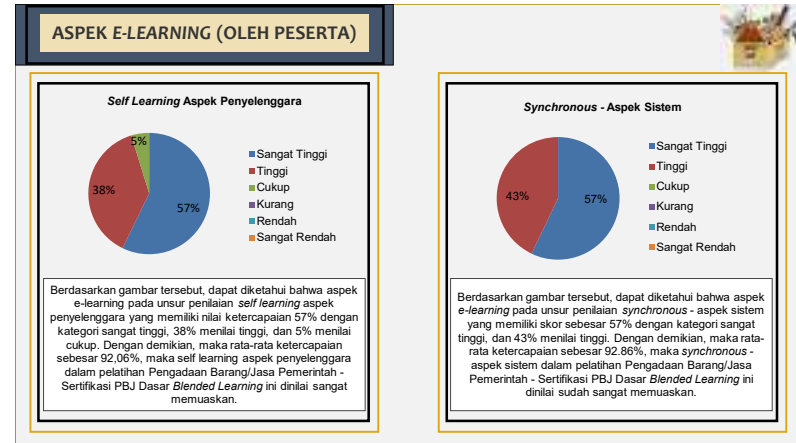 ASPEK E-LEARNING (OLEH PESERTA)
Self Learning Aspek Penyelenggara
5%
38%
57%
Sangat Tinggi
Tinggi
Cukup
Kurang
Rendah
Sangat Rendah
Berdasarkan gambar tersebut, dapat diketahui bahwa aspek
e-learning pada unsur penilaian self learning aspek
penyelenggara yang memiliki nilai ketercapaian 57% dengan
kategori sangat tinggi, 38% menilai tinggi, dan 5% menilai
cukup. Dengan demikian, maka rata-rata ketercapaian
sebesar 92,06%, maka self learning aspek penyelenggara
dalam pelatihan Pengadaan Barang/Jasa Pemerintah -
Sertifikasi PBJ Dasar Blended Learning ini dinilai sangat
memuaskan.
Synchronous - Aspek Sistem
43%
57%
Sangat Tinggi
Tinggi
Cukup
Kurang
Rendah
Sangat Rendah
Berdasarkan gambar tersebut, dapat diketahui bahwa aspek
e-learning pada unsur penilaian synchronous - aspek sistem
yang memiliki skor sebesar 57% dengan kategori sangat
tinggi, dan 43% menilai tinggi. Dengan demikian, maka rata-
rata ketercapaian sebesar 92.86%, maka synchronous -
aspek sistem dalam pelatihan Pengadaan Barang/Jasa
Pemerintah - Sertifikasi PBJ Dasar Blended Learning ini
dinilai sudah sangat memuaskan.